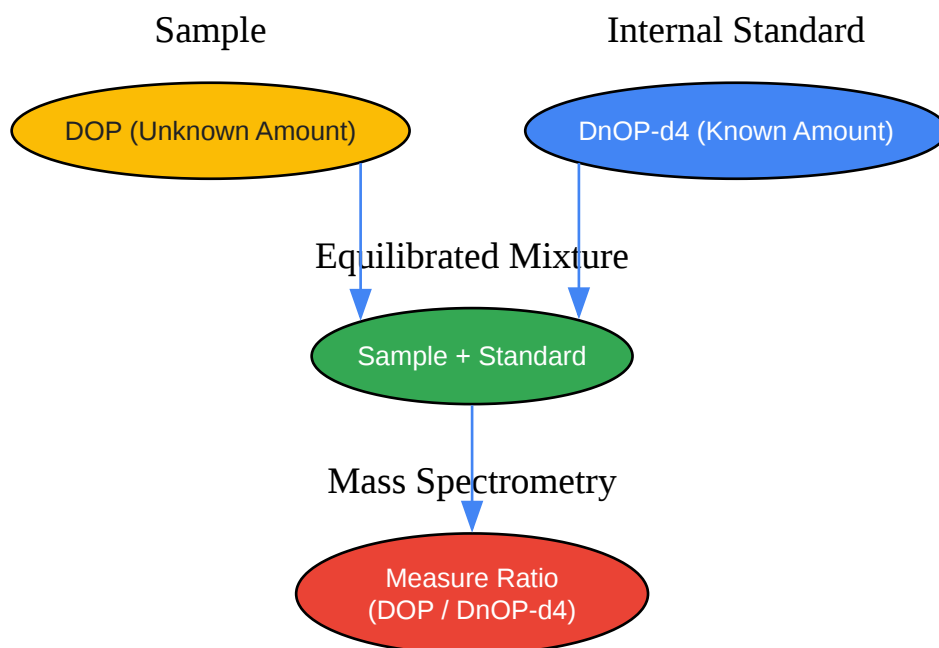 Sample
Internal Standard
DOP (Unknown Amount)
DnOP-d4 (Known Amount)
Equilibrated Mixture
Sample + Standard
Mass Spectrometry
Measure Ratio
(DOP / DnOP-d4)